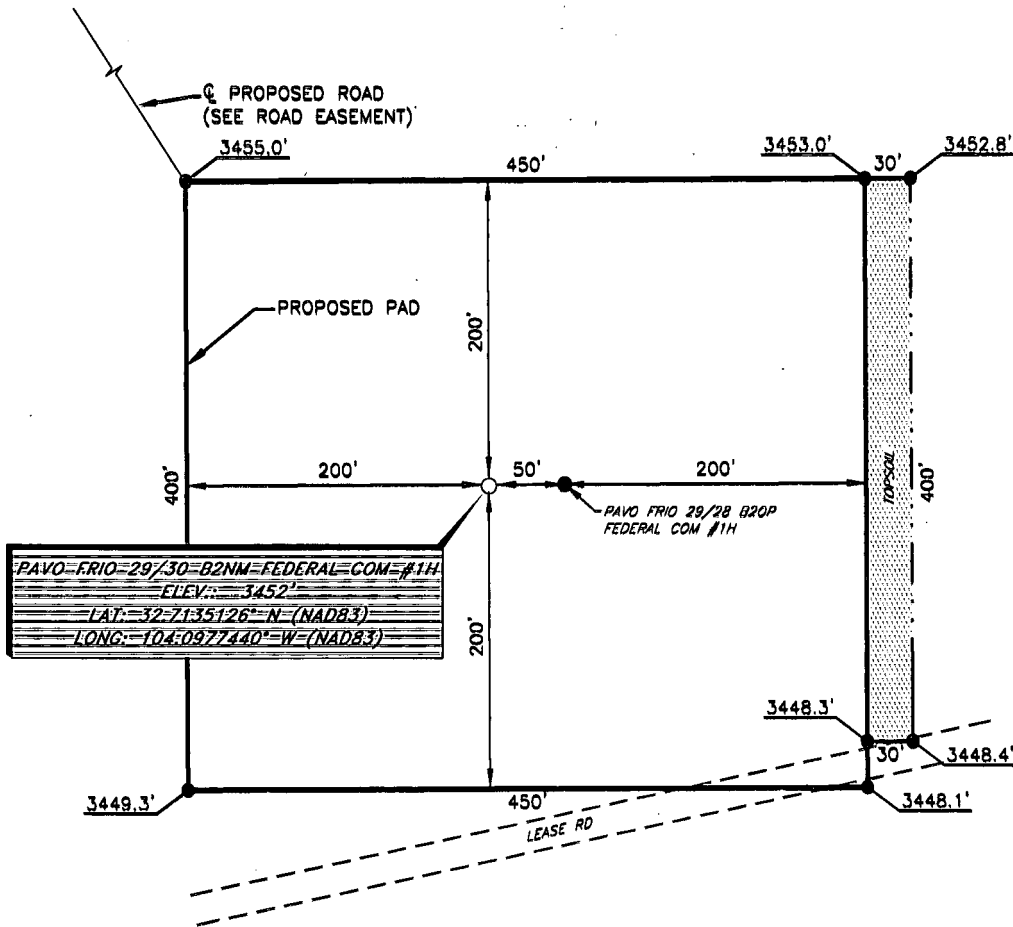 ℄ PROPOSED ROAD
(SEE ROAD EASEMENT)
3455.0'
450'
3453.0'
30'
3452.8'
PROPOSED PAD
200'
400'
200'
50'
200'
TOPSOIL
400'
PAVO FRIO 29/28 B2OP
FEDERAL COM #1H
PAVO FRIO 29/30 B2NM FEDERAL COM #1H
ELEV.: 3452'
LAT: 32.7135126° N (NAD83)
LONG: 104.0977440° W (NAD83)
200'
3448.3'
30'
3448.4'
3449.3'
450'
3448.1'
LEASE RD